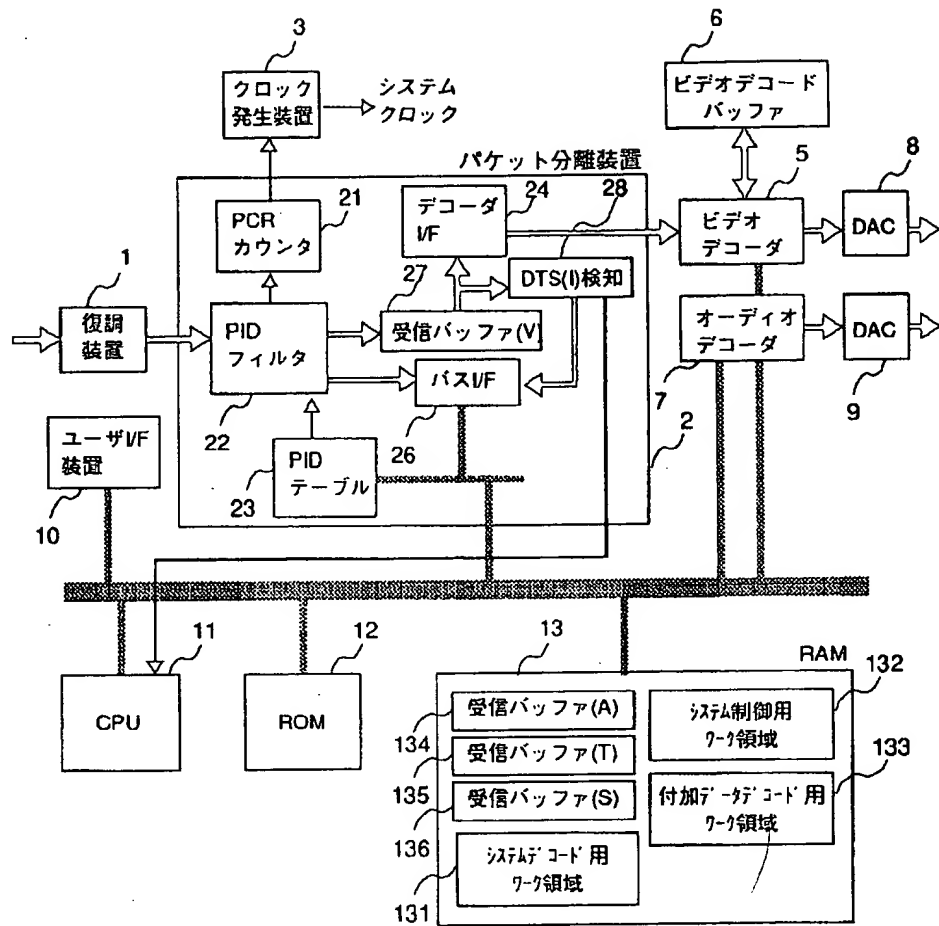 3
クロック
発生装置
システム
クロック
6
ビデオデコード
バッファ
パケット分離装置
21
PCR
カウンタ
24
デコーダ
I/F
28
DTS(I)検知
5
ビデオ
デコーダ
8
DAC
1
復調
装置
PID
フィルタ
22
27
受信バッファ(V)
バスI/F
26
オーディオ
デコーダ
7
DAC
9
2
ユーザI/F
装置
10
PID
テーブル
23
11
CPU
12
ROM
13
RAM
受信バッファ(A)
134
受信バッファ(T)
135
受信バッファ(S)
136
システムデコード用
ワーク領域
131
132
システム制御用
ワーク領域
133
付加データデコード用
ワーク領域